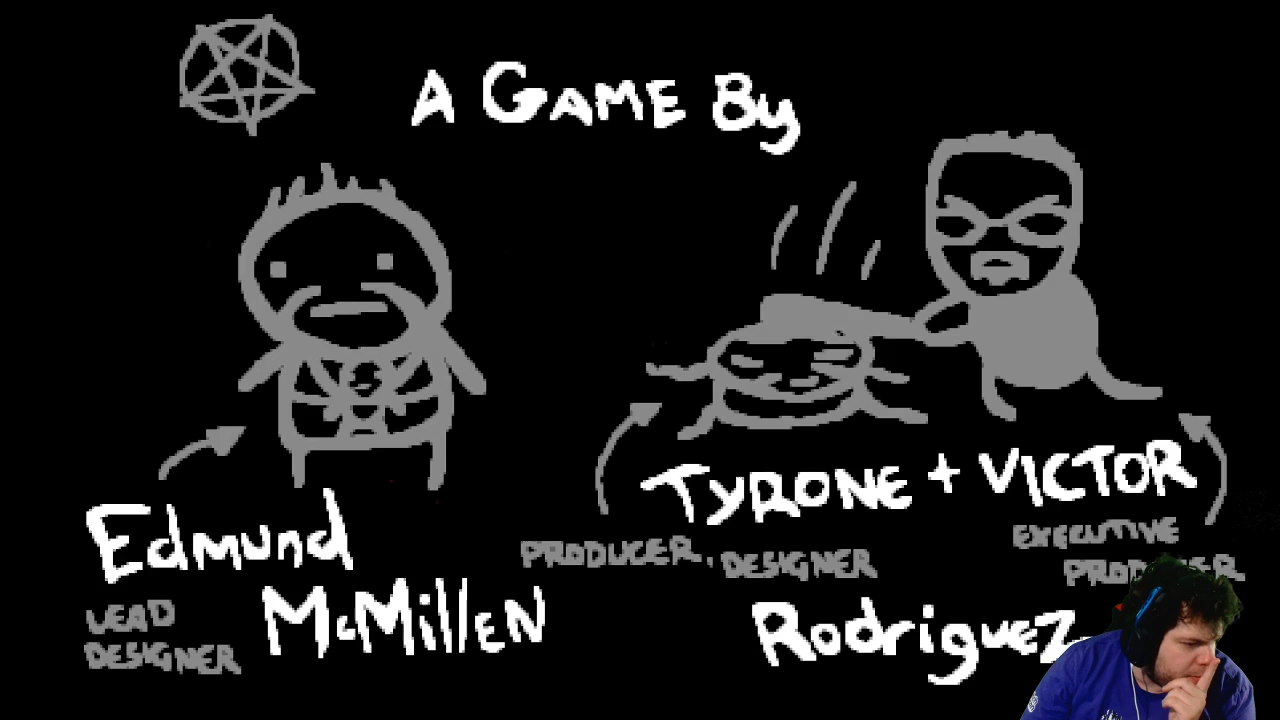 A GAME By
TYRONE + VICTOR
Edmund
EXECUTIVE
PRODUCER, DESIGNER
McMillEN
LEAD
DESIGNER
RodriguEZ